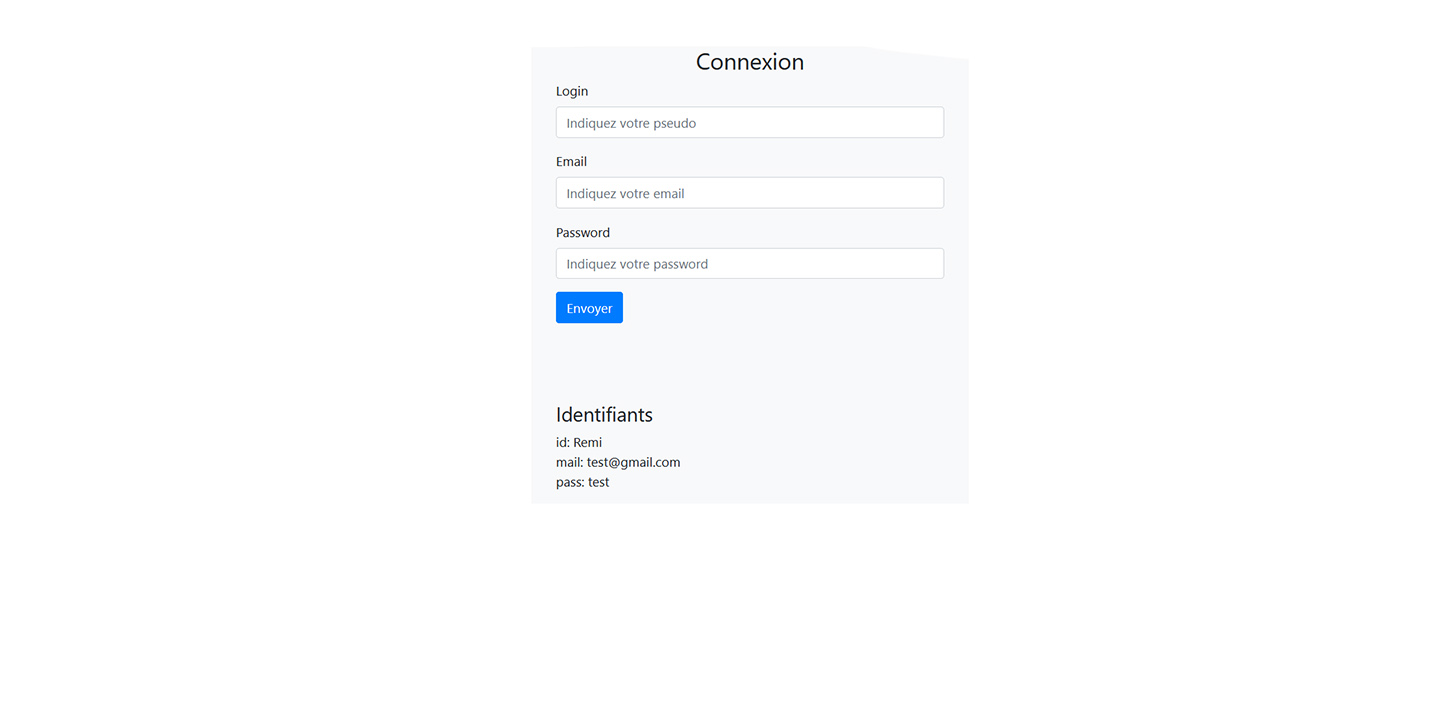 Connexion
Login
Indiquez votre pseudo
Email
Indiquez votre email
Password
Indiquez votre password
Envoyer
Identifiants
id: Remi
mail: test@gmail.com
pass: test